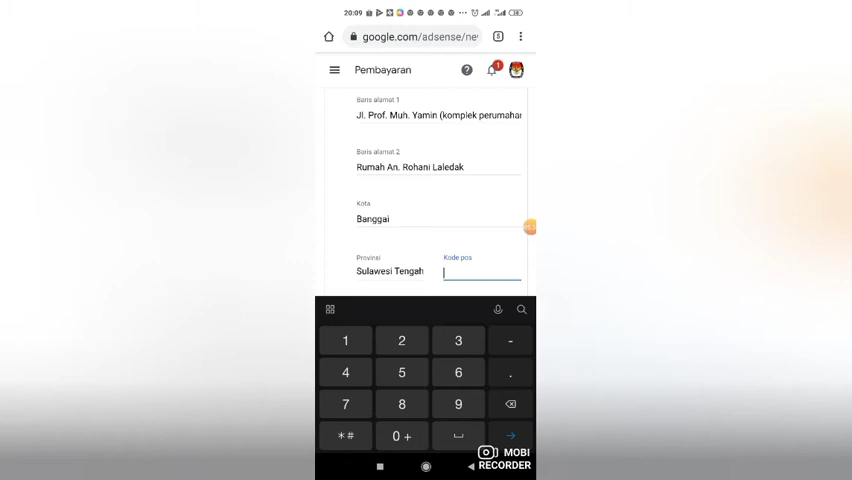 20:09
google.com/adsense/ne
5
Pembayaran
1
Baris alamat 1
Jl. Prof. Muh. Yamin (komplek perumahan
Baris alamat 2
Rumah An. Rohani Laledak
Kota
Banggai
Provinsi
Kode pos
Sulawesi Tengah
1 2 3 -
4 5 6 .
7 8 9
*# 0 +
MOBI
RECORDER